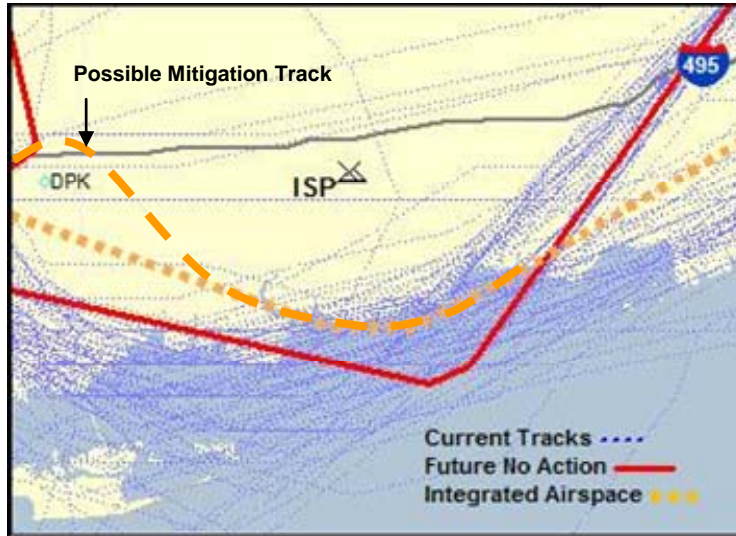 495
Possible Mitigation Track
DPK
ISP
Current Tracks
Future No Action
Integrated Airspace